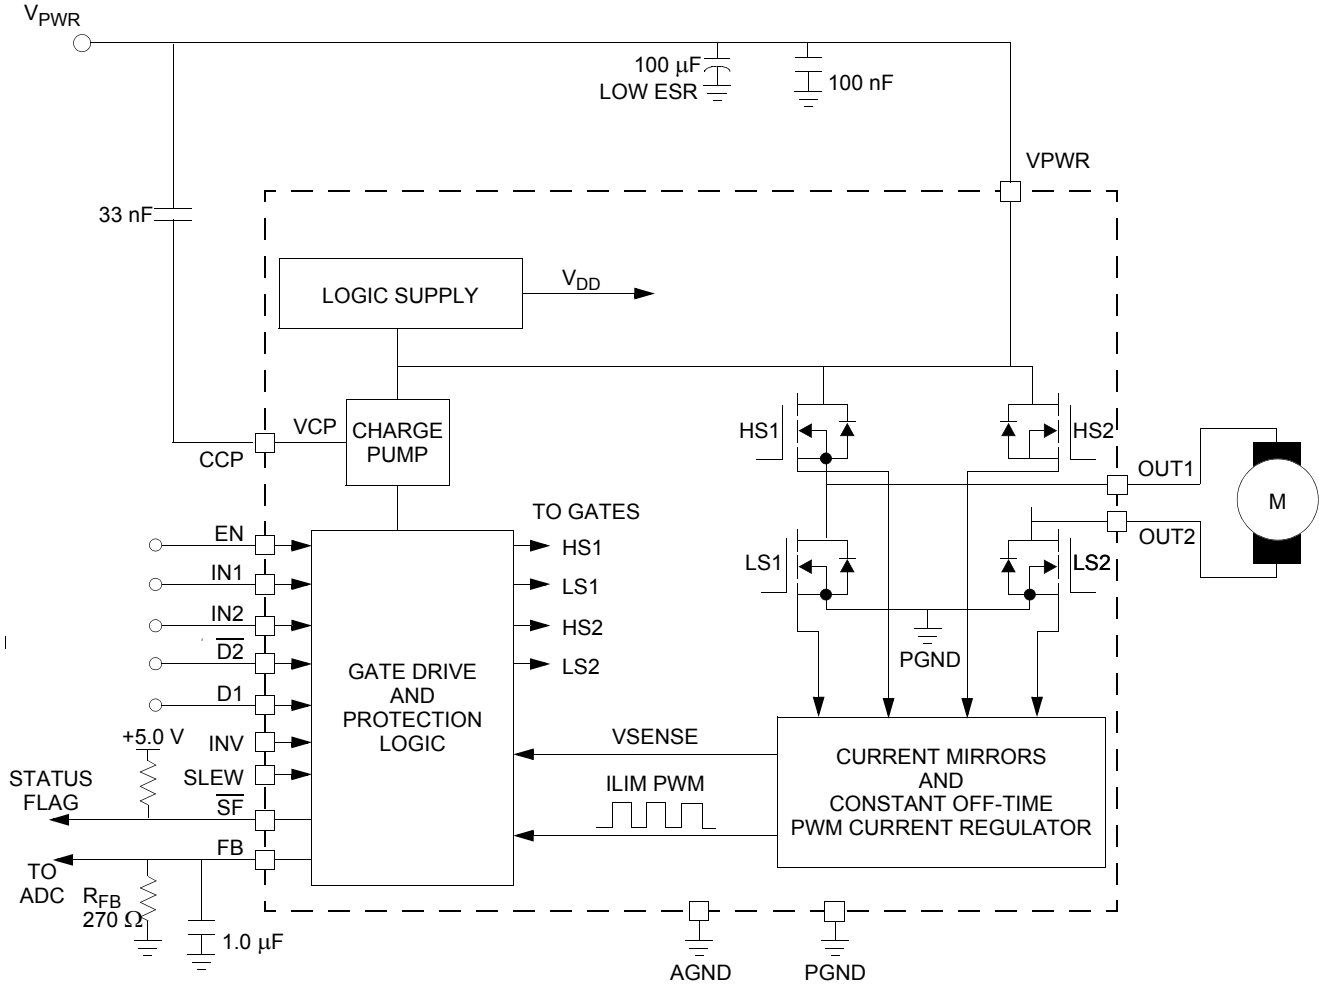 VPWR
100 μF
LOW ESR
100 nF
VPWR
33 nF
LOGIC SUPPLY
VDD
VCP
CHARGE
PUMP
CCP
HS1
HS2
OUT1
M
OUT2
TO GATES
EN
HS1
LS1
LS2
IN1
LS1
IN2
HS2
D2
LS2
PGND
D1
GATE DRIVE
AND
PROTECTION
LOGIC
+5.0 V
INV
VSENSE
CURRENT MIRRORS
AND
CONSTANT OFF-TIME
PWM CURRENT REGULATOR
STATUS
FLAG
SLEW
ILIM PWM
SF
FB
TO
ADC
RFB
270 Ω
1.0 μF
AGND
PGND